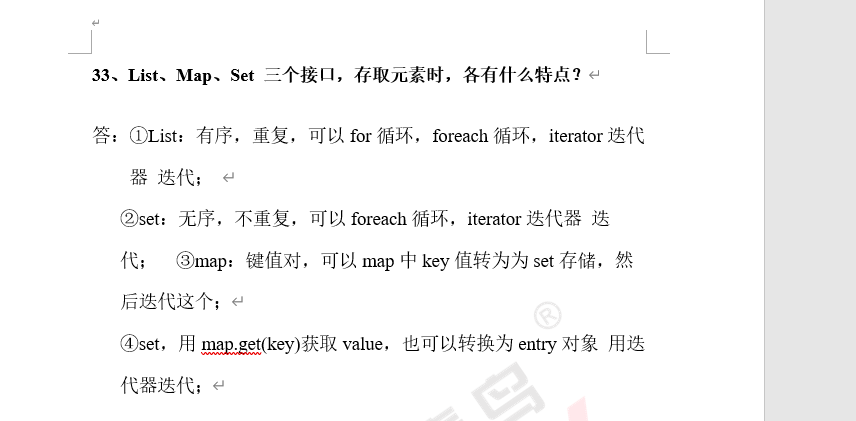 33、List、Map、Set 三个接口，存取元素时，各有什么特点？
答：①List：有序，重复，可以 for 循环，foreach 循环，iterator 迭代
器 迭代；
②set：无序，不重复，可以 foreach 循环，iterator 迭代器 迭
代； ③map：键值对，可以 map 中 key 值转为为 set 存储，然
后迭代这个；
④set，用 map.get(key)获取 value，也可以转换为 entry 对象 用迭
代器迭代；
®
鸟